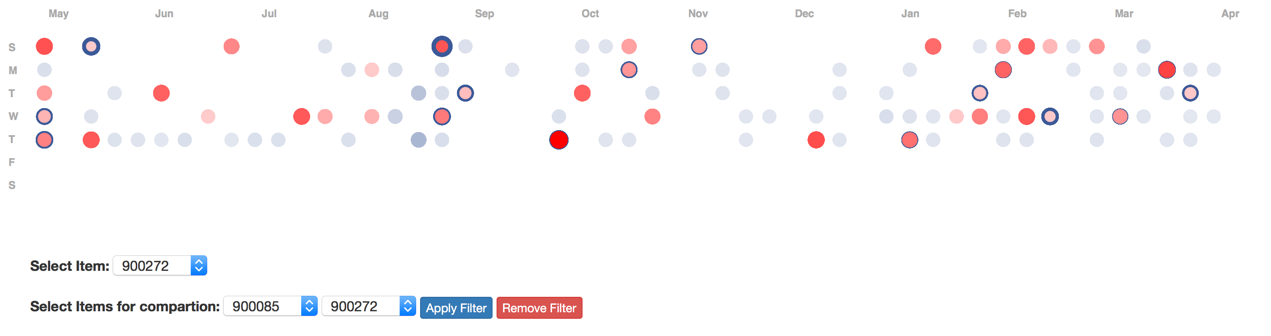 May Jun Jul Aug Sep Oct Nov Dec Jan Feb Mar Apr
S
M
T
W
T
F
S
Select Item: 900272
Select Items for compartion: 900085 900272 Apply Filter Remove Filter